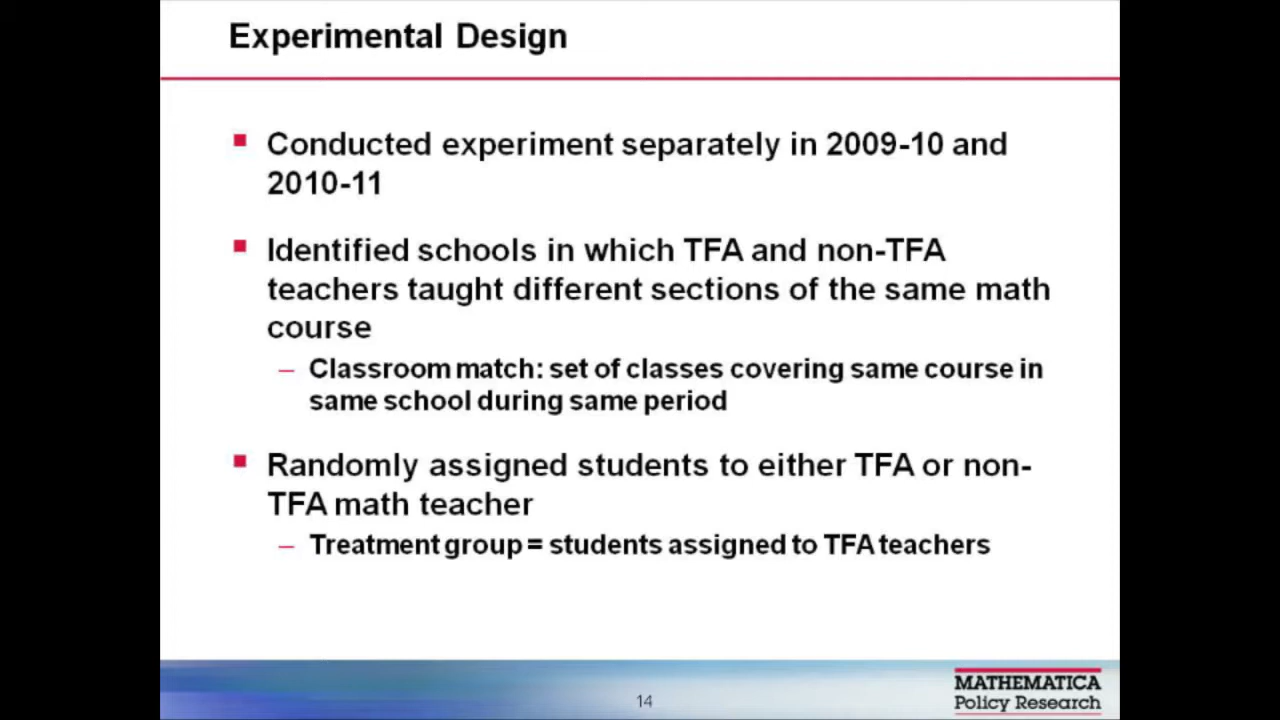 Experimental Design
Conducted experiment separately in 2009-10 and
2010-11
Identified schools in which TFA and non-TFA
teachers taught different sections of the same math
course
– Classroom match: set of classes covering same course in
same school during same period
Randomly assigned students to either TFA or non-
TFA math teacher
– Treatment group = students assigned to TFA teachers
14
MATHEMATICA
Policy Research